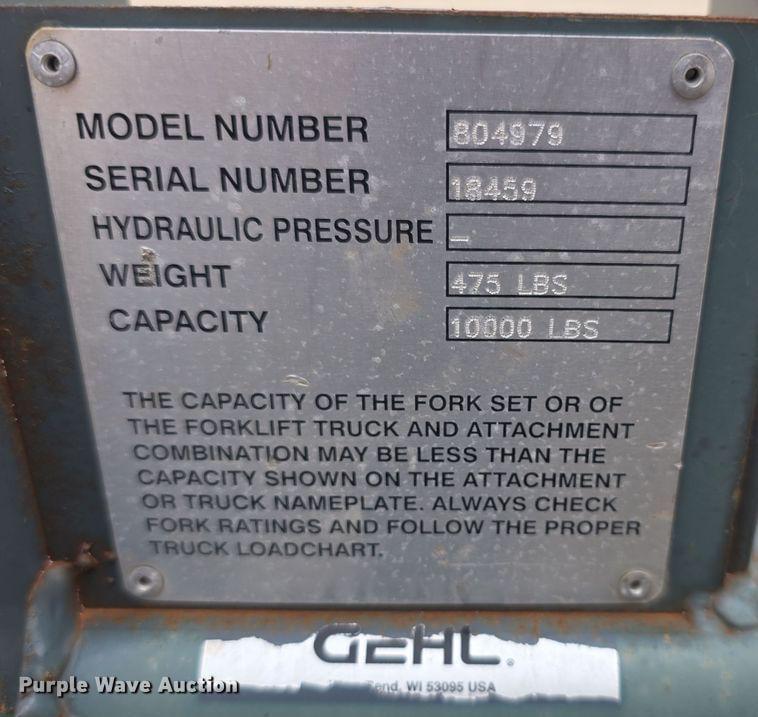 MODEL NUMBER 804979
SERIAL NUMBER 18459
HYDRAULIC PRESSURE –
WEIGHT 475 LBS
CAPACITY 10000 LBS
THE CAPACITY OF THE FORK SET OR OF
THE FORKLIFT TRUCK AND ATTACHMENT
COMBINATION MAY BE LESS THAN THE
CAPACITY SHOWN ON THE ATTACHMENT
OR TRUCK NAMEPLATE. ALWAYS CHECK
FORK RATINGS AND FOLLOW THE PROPER
TRUCK LOADCHART.
GEHL®
Bend, WI 53095 USA
Purple Wave Auction